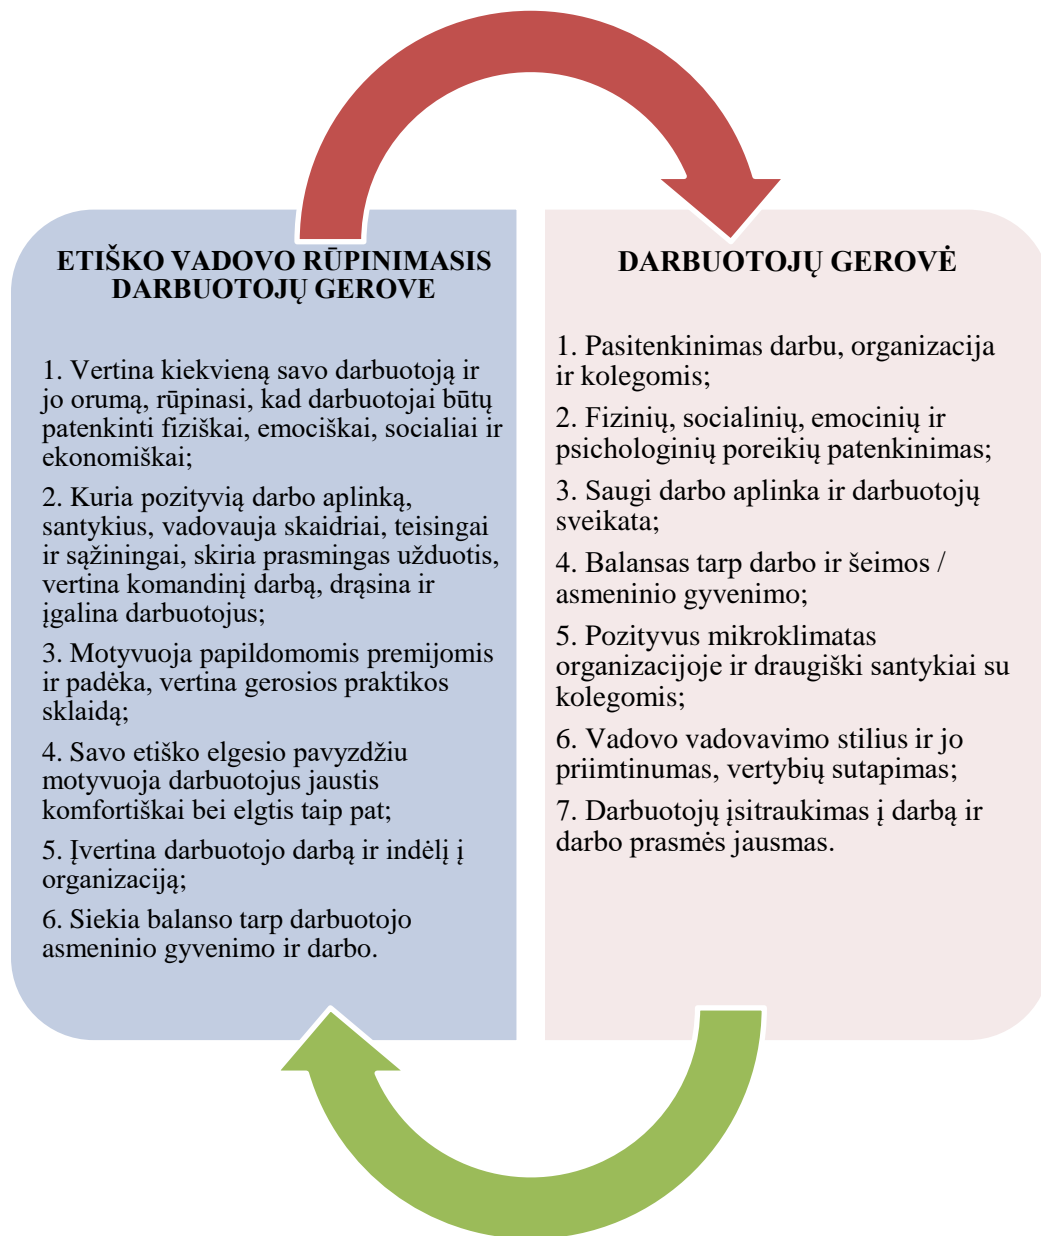 ETIŠKO VADOVO RŪPINIMASIS
DARBUOTOJŲ GEROVE
1. Vertina kiekvieną savo darbuotoją ir
jo orumą, rūpinasi, kad darbuotojai būtų
patenkinti fiziškai, emociškai, socialiai ir
ekonomiškai;
2. Kuria pozityvią darbo aplinką,
santykius, vadovauja skaidriai, teisingai
ir sąžiningai, skiria prasmingas užduotis,
vertina komandinį darbą, drąsina ir
įgalina darbuotojus;
3. Motyvuoja papildomomis premijomis
ir padėka, vertina gerosios praktikos
sklaidą;
4. Savo etiško elgesio pavyzdžiu
motyvuoja darbuotojus jaustis
komfortiškai bei elgtis taip pat;
5. Įvertina darbuotojo darbą ir indėlį į
organizaciją;
6. Siekia balanso tarp darbuotojo
asmeninio gyvenimo ir darbo.
DARBUOTOJŲ GEROVĖ
1. Pasitenkinimas darbu, organizacija
ir kolegomis;
2. Fizinių, socialinių, emocinių ir
psichologinių poreikių patenkinimas;
3. Saugi darbo aplinka ir darbuotojų
sveikata;
4. Balansas tarp darbo ir šeimos /
asmeninio gyvenimo;
5. Pozityvus mikroklimatas
organizacijoje ir draugiški santykiai su
kolegomis;
6. Vadovo vadovavimo stilius ir jo
priimtinumas, vertybių sutapimas;
7. Darbuotojų įsitraukimas į darbą ir
darbo prasmės jausmas.